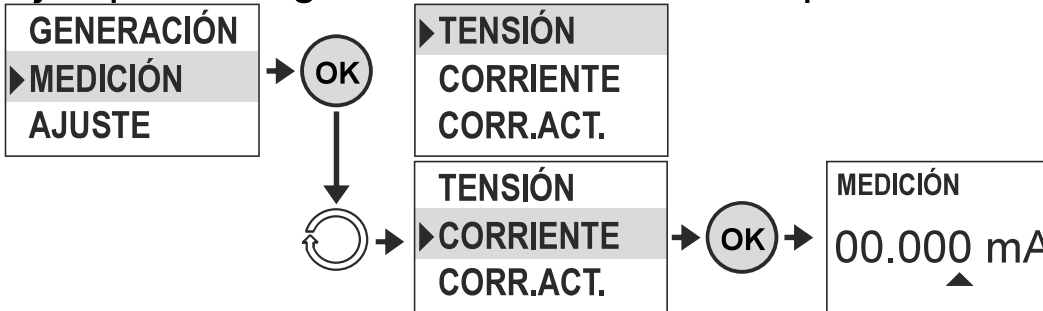 GENERACIÓN
MEDICIÓN
AJUSTE
OK
TENSIÓN
CORRIENTE
CORR.ACT.
TENSIÓN
CORRIENTE
CORR.ACT.
OK
MEDICIÓN
00.000 mA